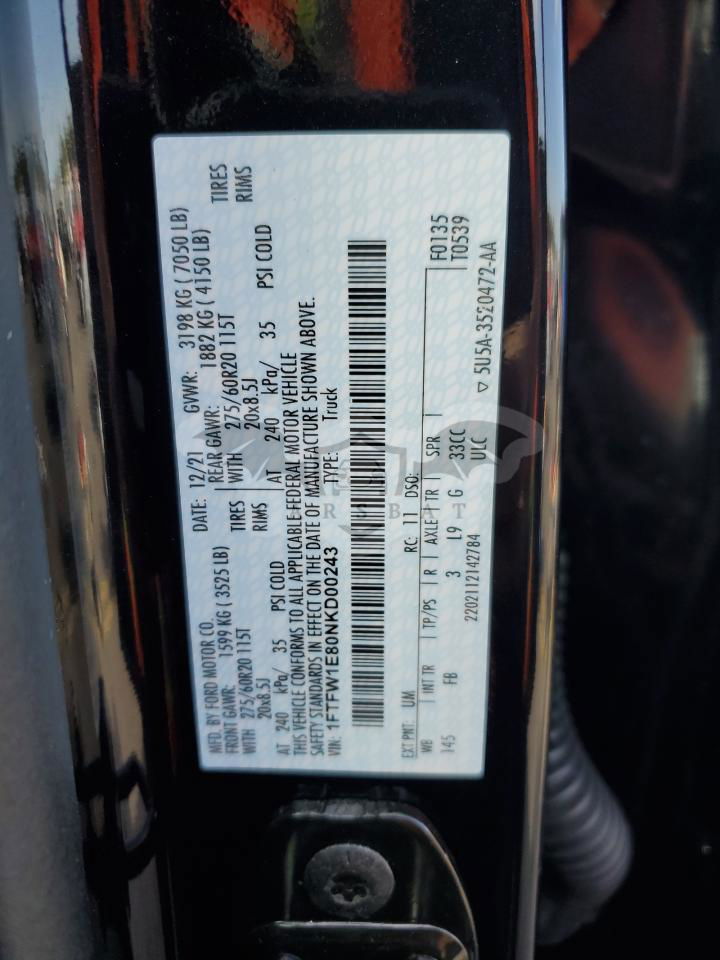 MFD. BY FORD MOTOR CO. DATE: 12/21 GVWR: 3198 KG ( 7050 LB)
FRONT GAWR: 1599 KG ( 3525 LB) REAR GAWR: 1882 KG ( 4150 LB)
WITH 275/60R20 115T TIRES WITH 275/60R20 115T TIRES
20x8.5J RIMS 20x8.5J RIMS
AT 240 kPa/ 35 PSI COLD AT 240 kPa/ 35 PSI COLD
THIS VEHICLE CONFORMS TO ALL APPLICABLE FEDERAL MOTOR VEHICLE
SAFETY STANDARDS IN EFFECT ON THE DATE OF MANUFACTURE SHOWN ABOVE.
VIN: 1FTFW1E80NKD00243 TYPE: Truck
EXT PNT: UM RC: 11 DSO: F0135
WB INT TR TP/PS R AXLE TR SPR T0539
145 FB 3 L9 G 33CC
2202112142784 ULC ▽ 5U5A-3520472-AA
CARSBAT